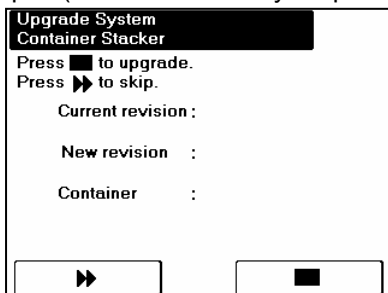 Upgrade System
Container Stacker
Press ■ to upgrade.
Press ▶▶ to skip.
Current revision :
New revision :
Container :